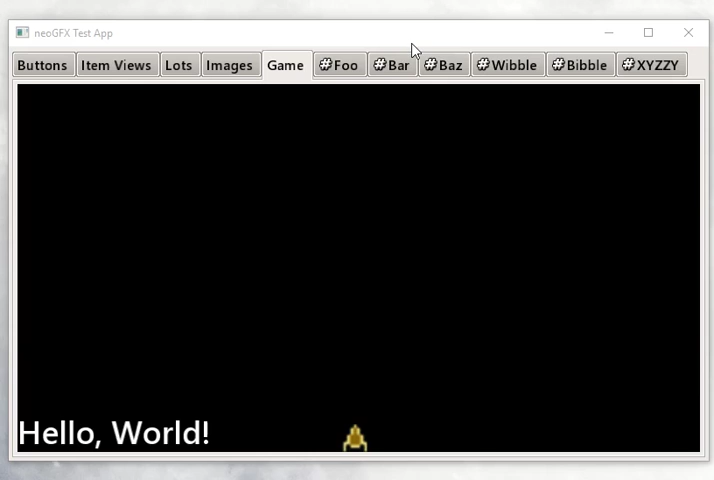 neoGFX Test App
Buttons Item Views Lots Images Game Foo Bar Baz Wibble Bibble XYZZY
Hello, World!